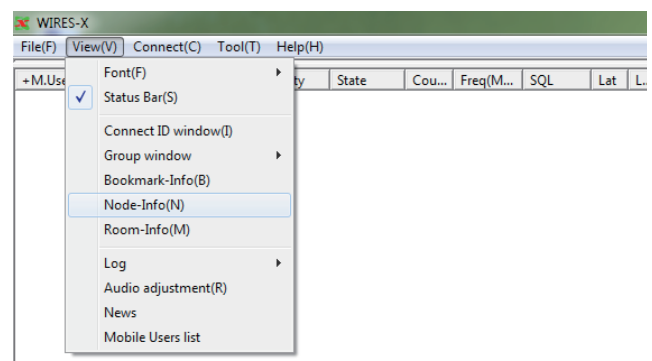 WIRES-X
File(F) View(V) Connect(C) Tool(T) Help(H)
+M.Use ty State Cou... Freq(M... SQL Lat L..
Font(F)
Status Bar(S)
Connect ID window(I)
Group window
Bookmark-Info(B)
Node-Info(N)
Room-Info(M)
Log
Audio adjustment(R)
News
Mobile Users list